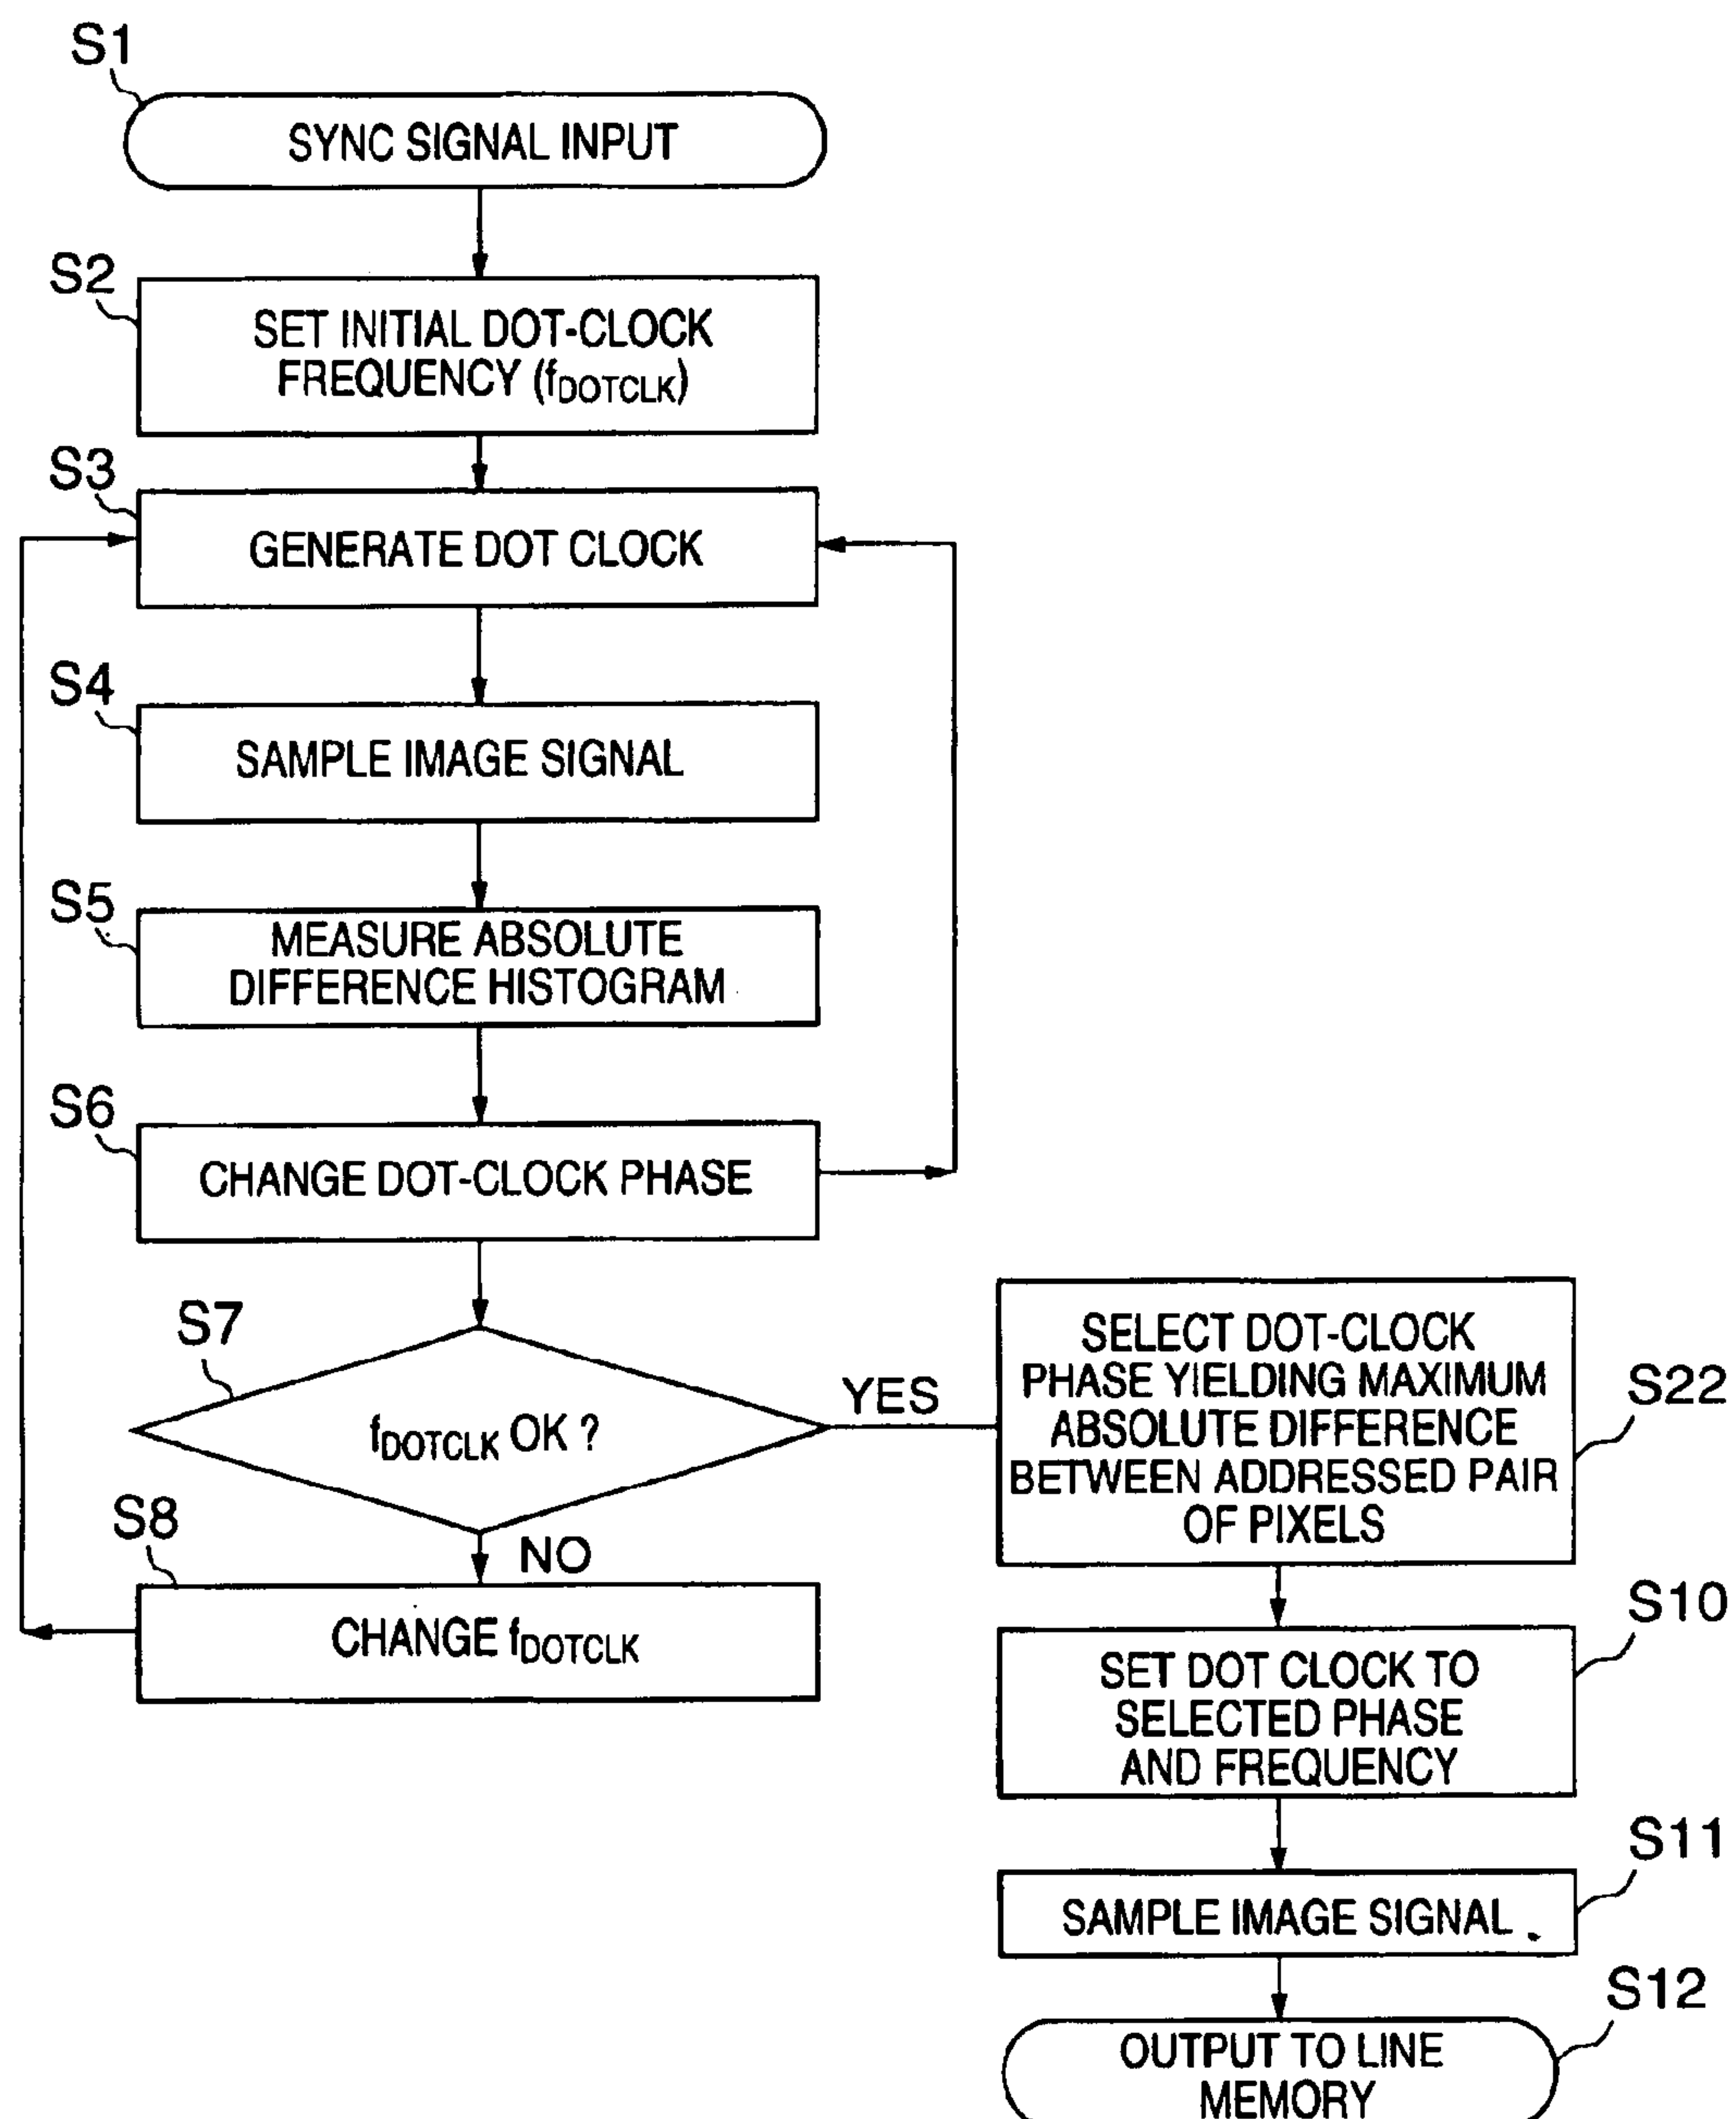 S1
SYNC SIGNAL INPUT
S2
SET INITIAL DOT-CLOCK
FREQUENCY (fDOTCLK)
S3
GENERATE DOT CLOCK
S4
SAMPLE IMAGE SIGNAL
S5
MEASURE ABSOLUTE
DIFFERENCE HISTOGRAM
S6
CHANGE DOT-CLOCK PHASE
S7
fDOTCLK OK ?
YES
NO
S8
CHANGE fDOTCLK
SELECT DOT-CLOCK
PHASE YIELDING MAXIMUM
ABSOLUTE DIFFERENCE
BETWEEN ADDRESSED PAIR
OF PIXELS
S22
S10
SET DOT CLOCK TO
SELECTED PHASE
AND FREQUENCY
S11
SAMPLE IMAGE SIGNAL
S12
OUTPUT TO LINE
MEMORY